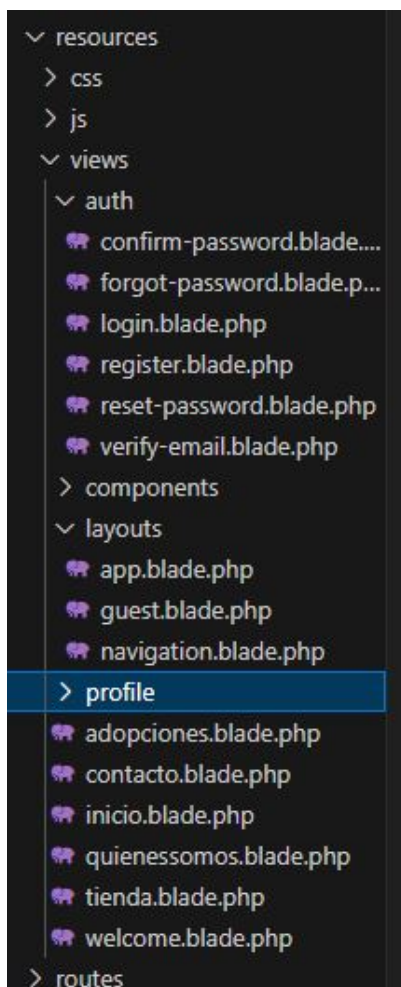 resources
css
js
views
auth
confirm-password.blade....
forgot-password.blade.p...
login.blade.php
register.blade.php
reset-password.blade.php
verify-email.blade.php
components
layouts
app.blade.php
guest.blade.php
navigation.blade.php
profile
adopciones.blade.php
contacto.blade.php
inicio.blade.php
quienessomos.blade.php
tienda.blade.php
welcome.blade.php
routes